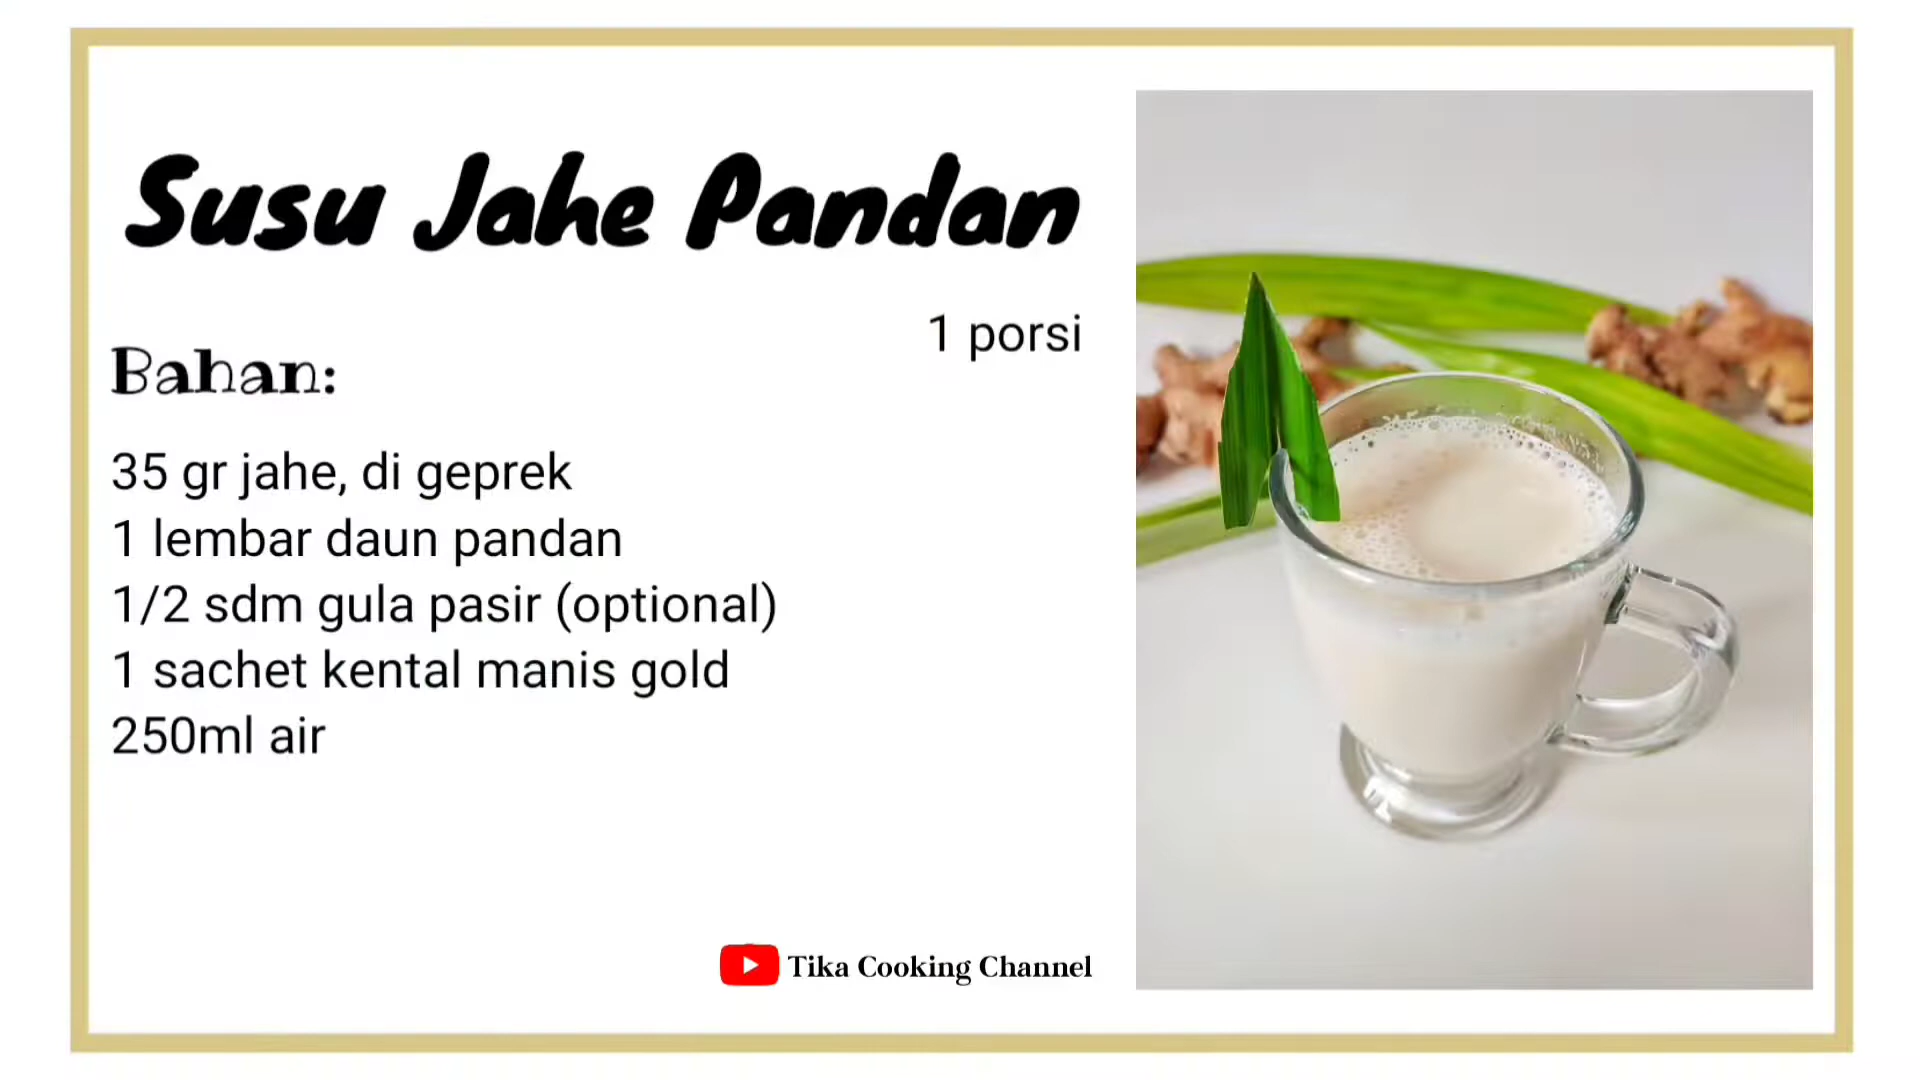 Susu Jahe Pandan
1 porsi
Bahan:
35 gr jahe, di geprek
1 lembar daun pandan
1/2 sdm gula pasir (optional)
1 sachet kental manis gold
250ml air
Tika Cooking Channel